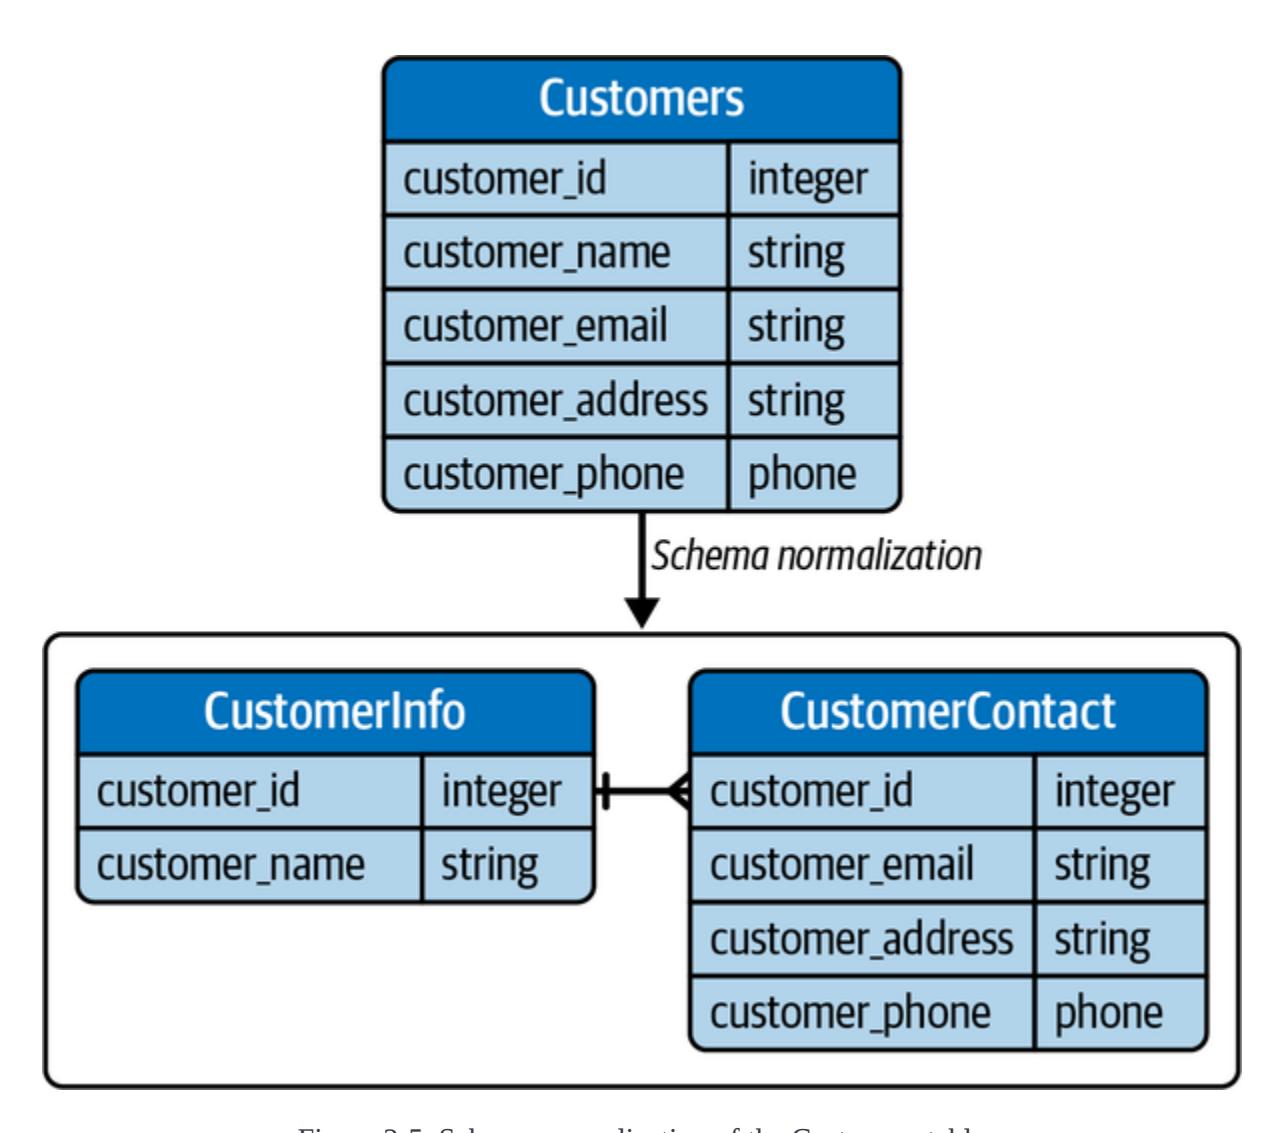 Customers
customer_id integer
customer_name string
customer_email string
customer_address string
customer_phone phone
Schema normalization
CustomerInfo
customer_id integer
customer_name string
CustomerContact
customer_id integer
customer_email string
customer_address string
customer_phone phone